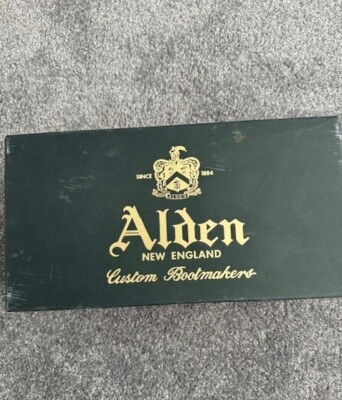 SINCE 1884
Alden
NEW ENGLAND
Custom Bootmakers